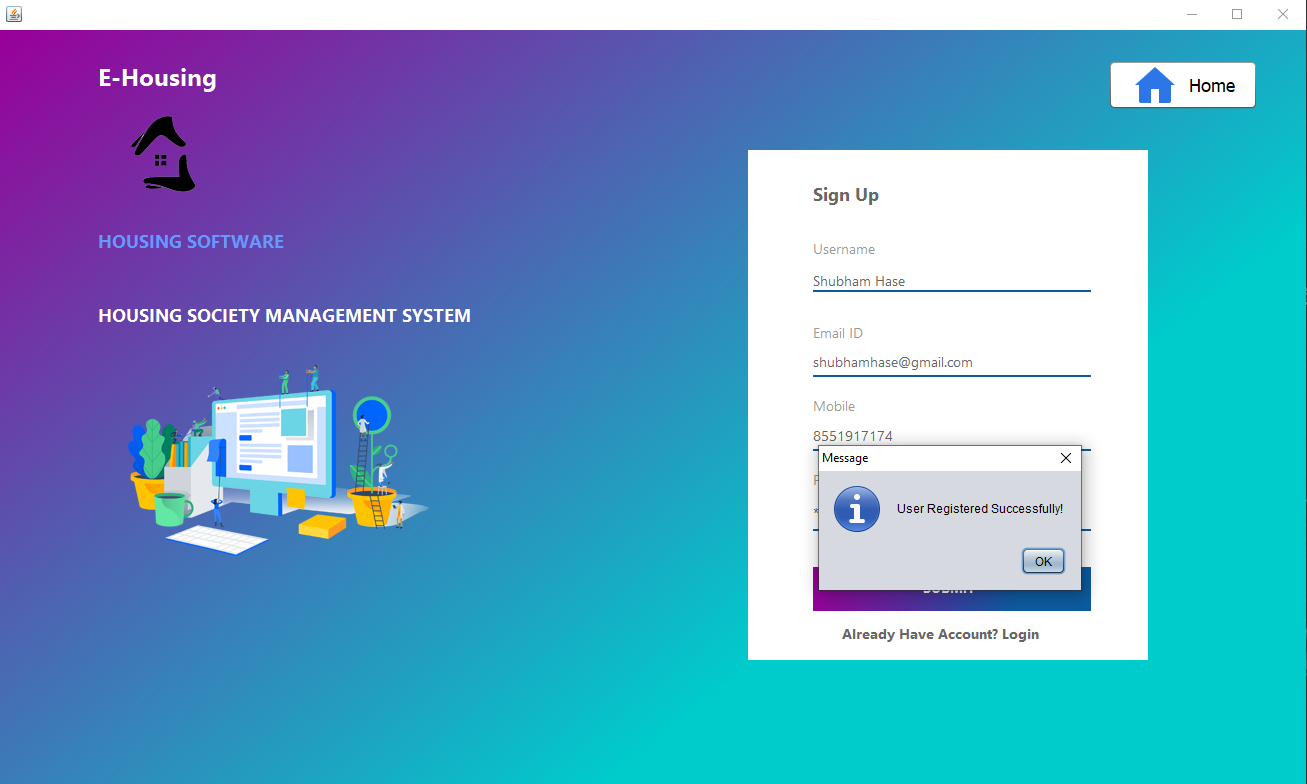 E-Housing
Home
HOUSING SOFTWARE
HOUSING SOCIETY MANAGEMENT SYSTEM
Sign Up
Username
Shubham Hase
Email ID
shubhamhase@gmail.com
Mobile
8551917174
Message
User Registered Successfully!
OK
SUBMIT
Already Have Account? Login